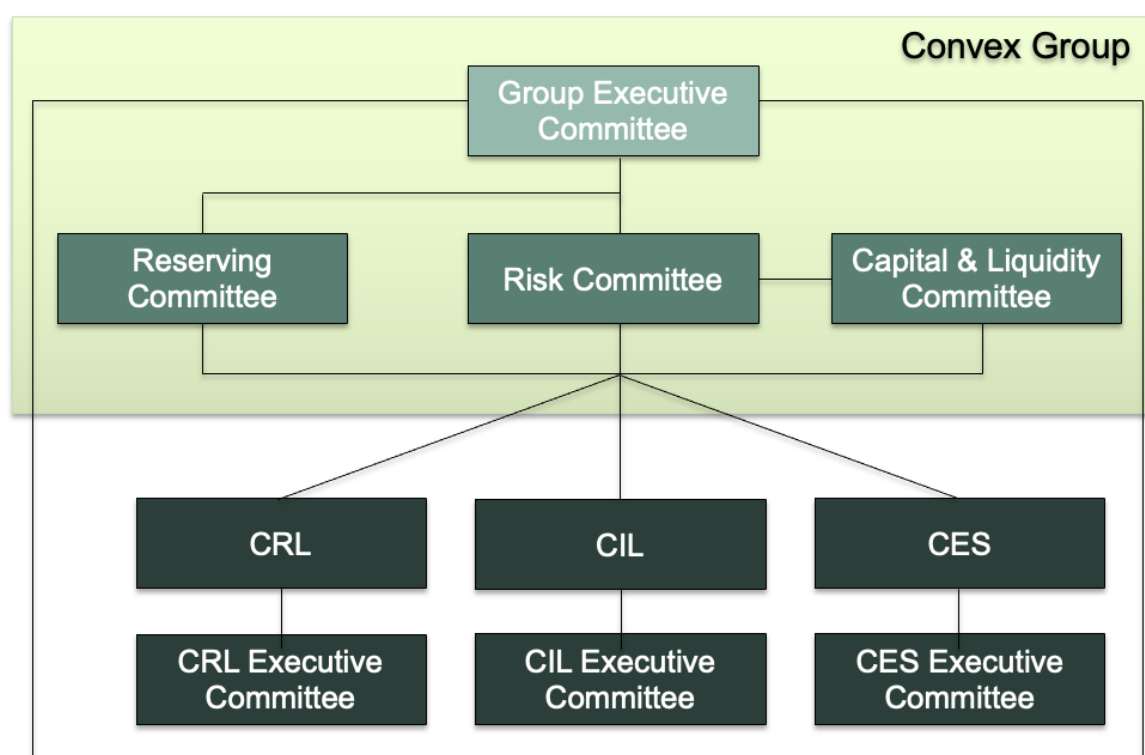 Convex Group
Group Executive
Committee
Reserving
Committee
Risk Committee
Capital & Liquidity
Committee
CRL
CIL
CES
CRL Executive
Committee
CIL Executive
Committee
CES Executive
Committee